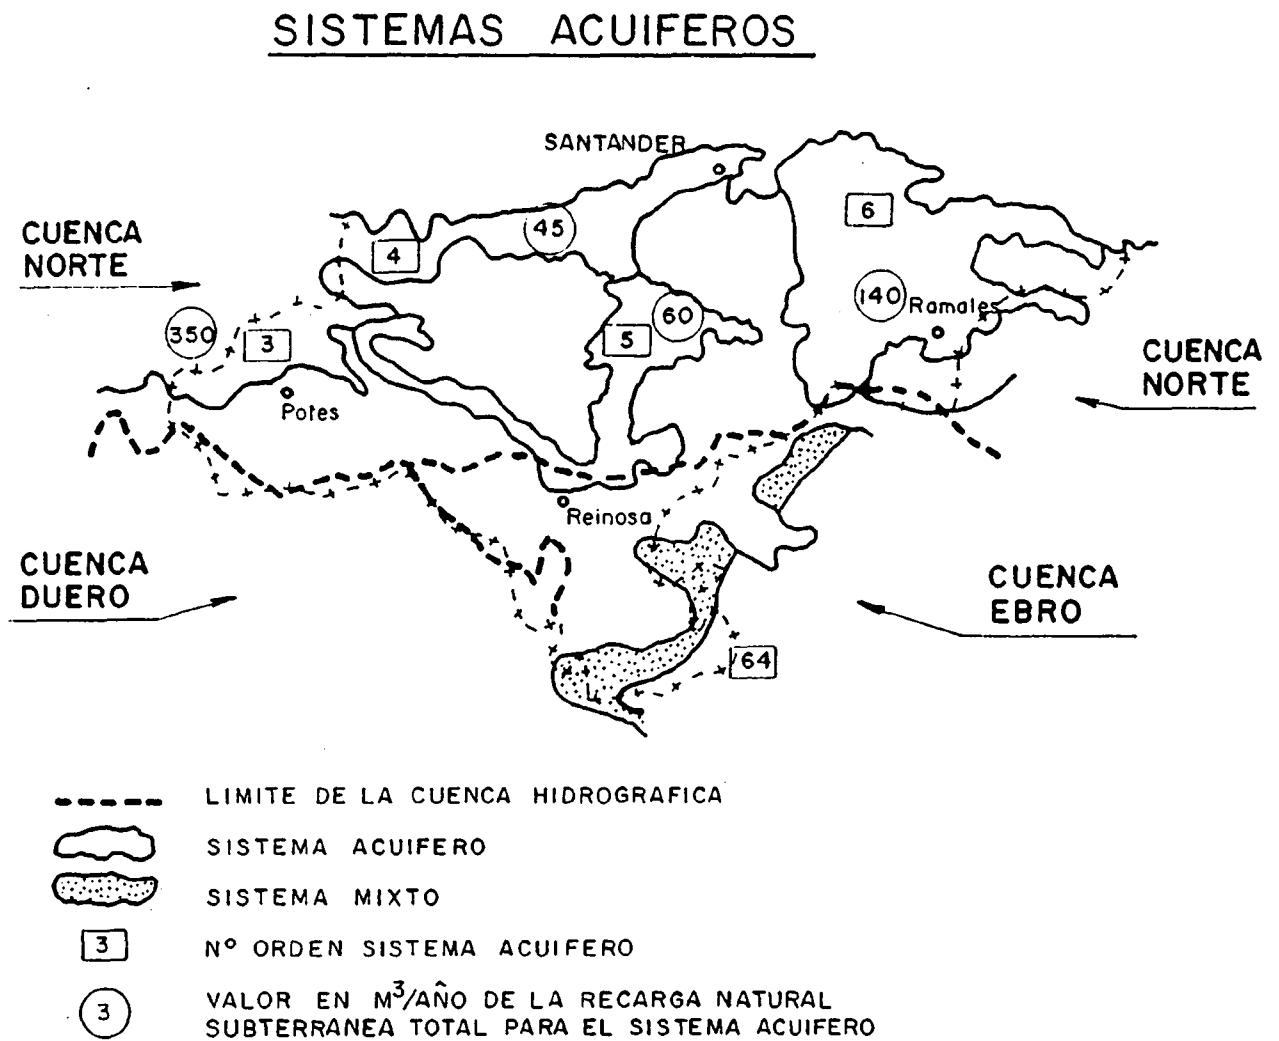 SISTEMAS ACUIFEROS
SANTANDER
CUENCA
NORTE
4
45
6
350
3
5
60
140
Ramales
Potes
CUENCA
NORTE
Reinosa
CUENCA
DUERO
CUENCA
EBRO
64
LIMITE DE LA CUENCA HIDROGRAFICA
SISTEMA ACUIFERO
SISTEMA MIXTO
3 Nº ORDEN SISTEMA ACUIFERO
3 VALOR EN M³/AÑO DE LA RECARGA NATURAL
SUBTERRANEA TOTAL PARA EL SISTEMA ACUIFERO